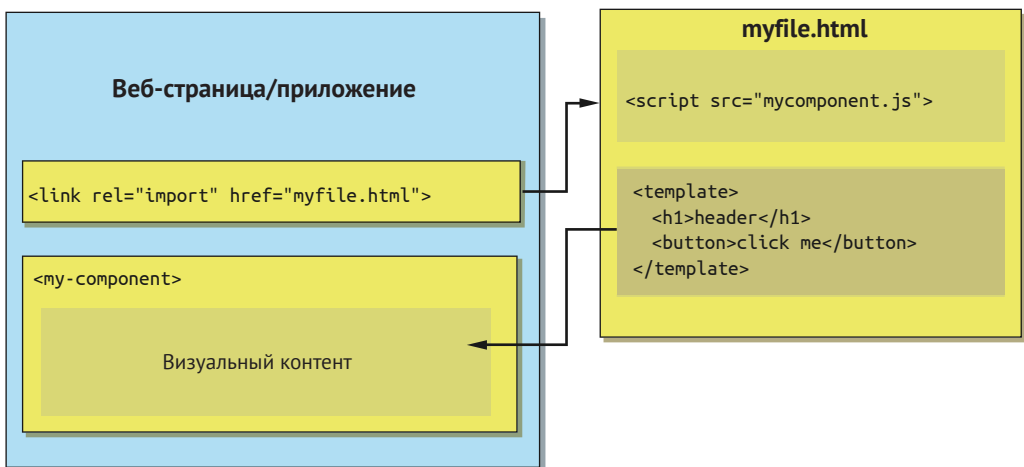 Веб-страница/приложение
<link rel="import" href="myfile.html">
<my-component>
Визуальный контент
myfile.html
<script src="mycomponent.js">
<template>
<h1>header</h1>
<button>click me</button>
</template>